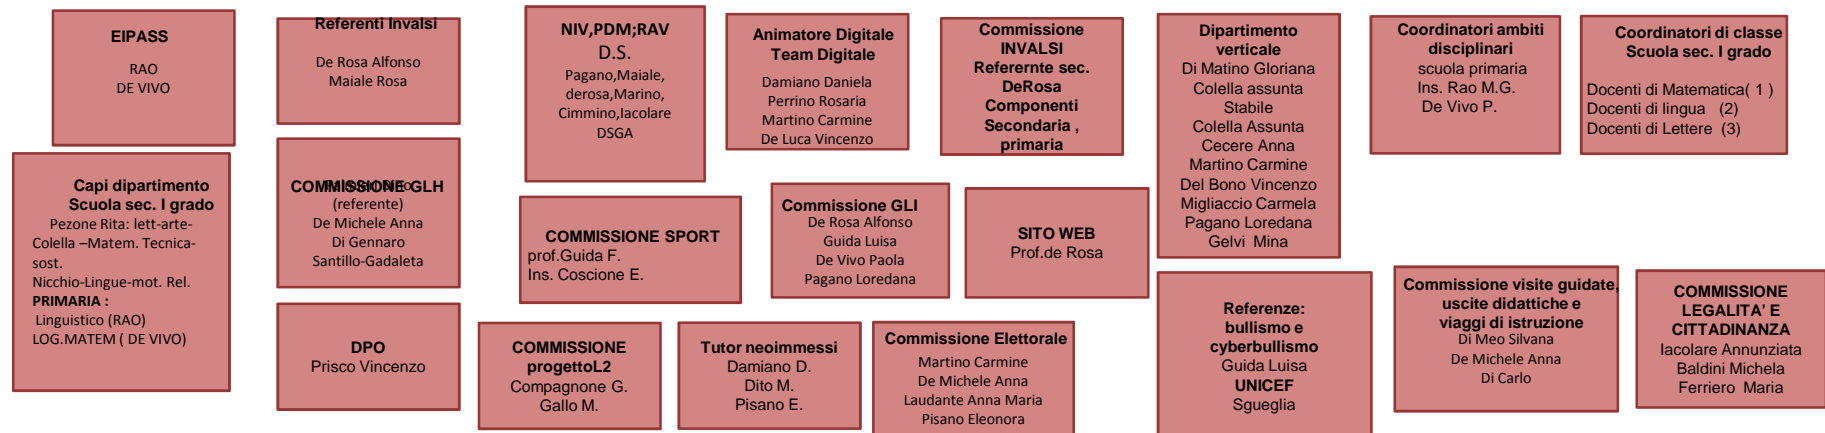 EIPASS
RAO
DE VIVO
Referenti Invalsi
De Rosa Alfonso
Maiale Rosa
NIV,PDM;RAV
D.S.
Pagano,Maiale,
derosa,Marino,
Cimmino,Iacolare
DSGA
Animatore Digitale
Team Digitale
Damiano Daniela
Perrino Rosaria
Martino Carmine
De Luca Vincenzo
Commissione
INVALSI
Referernte sec.
DeRosa
Componenti
Secondaria ,
primaria
Dipartimento
verticale
Di Matino Gloriana
Colella assunta
Stabile
Colella Assunta
Cecere Anna
Martino Carmine
Del Bono Vincenzo
Migliaccio Carmela
Pagano Loredana
Gelvi Mina
Coordinatori ambiti
disciplinari
scuola primaria
Ins. Rao M.G.
De Vivo P.
Coordinatori di classe
Scuola sec. I grado
Docenti di Matematica( 1 )
Docenti di lingua (2)
Docenti di Lettere (3)
Capi dipartimento
Scuola sec. I grado
Pezone Rita: lett-arte-
Colella –Matem. Tecnica-
sost.
Nicchio-Lingue-mot. Rel.
PRIMARIA :
Linguistico (RAO)
LOG.MATEM ( DE VIVO)
COMMISSIONE GLH
(referente)
De Michele Anna
Di Gennaro
Santillo-Gadaleta
COMMISSIONE SPORT
prof.Guida F.
Ins. Coscione E.
Commissione GLI
De Rosa Alfonso
Guida Luisa
De Vivo Paola
Pagano Loredana
SITO WEB
Prof.de Rosa
DPO
Prisco Vincenzo
COMMISSIONE
progettoL2
Compagnone G.
Gallo M.
Tutor neoimmessi
Damiano D.
Dito M.
Pisano E.
Commissione Elettorale
Martino Carmine
De Michele Anna
Laudante Anna Maria
Pisano Eleonora
Referenze:
bullismo e
cyberbullismo
Guida Luisa
UNICEF
Sgueglia
Commissione visite guidate,
uscite didattiche e
viaggi di istruzione
Di Meo Silvana
De Michele Anna
Di Carlo
COMMISSIONE
LEGALITA' E
CITTADINANZA
Iacolare Annunziata
Baldini Michela
Ferriero Maria